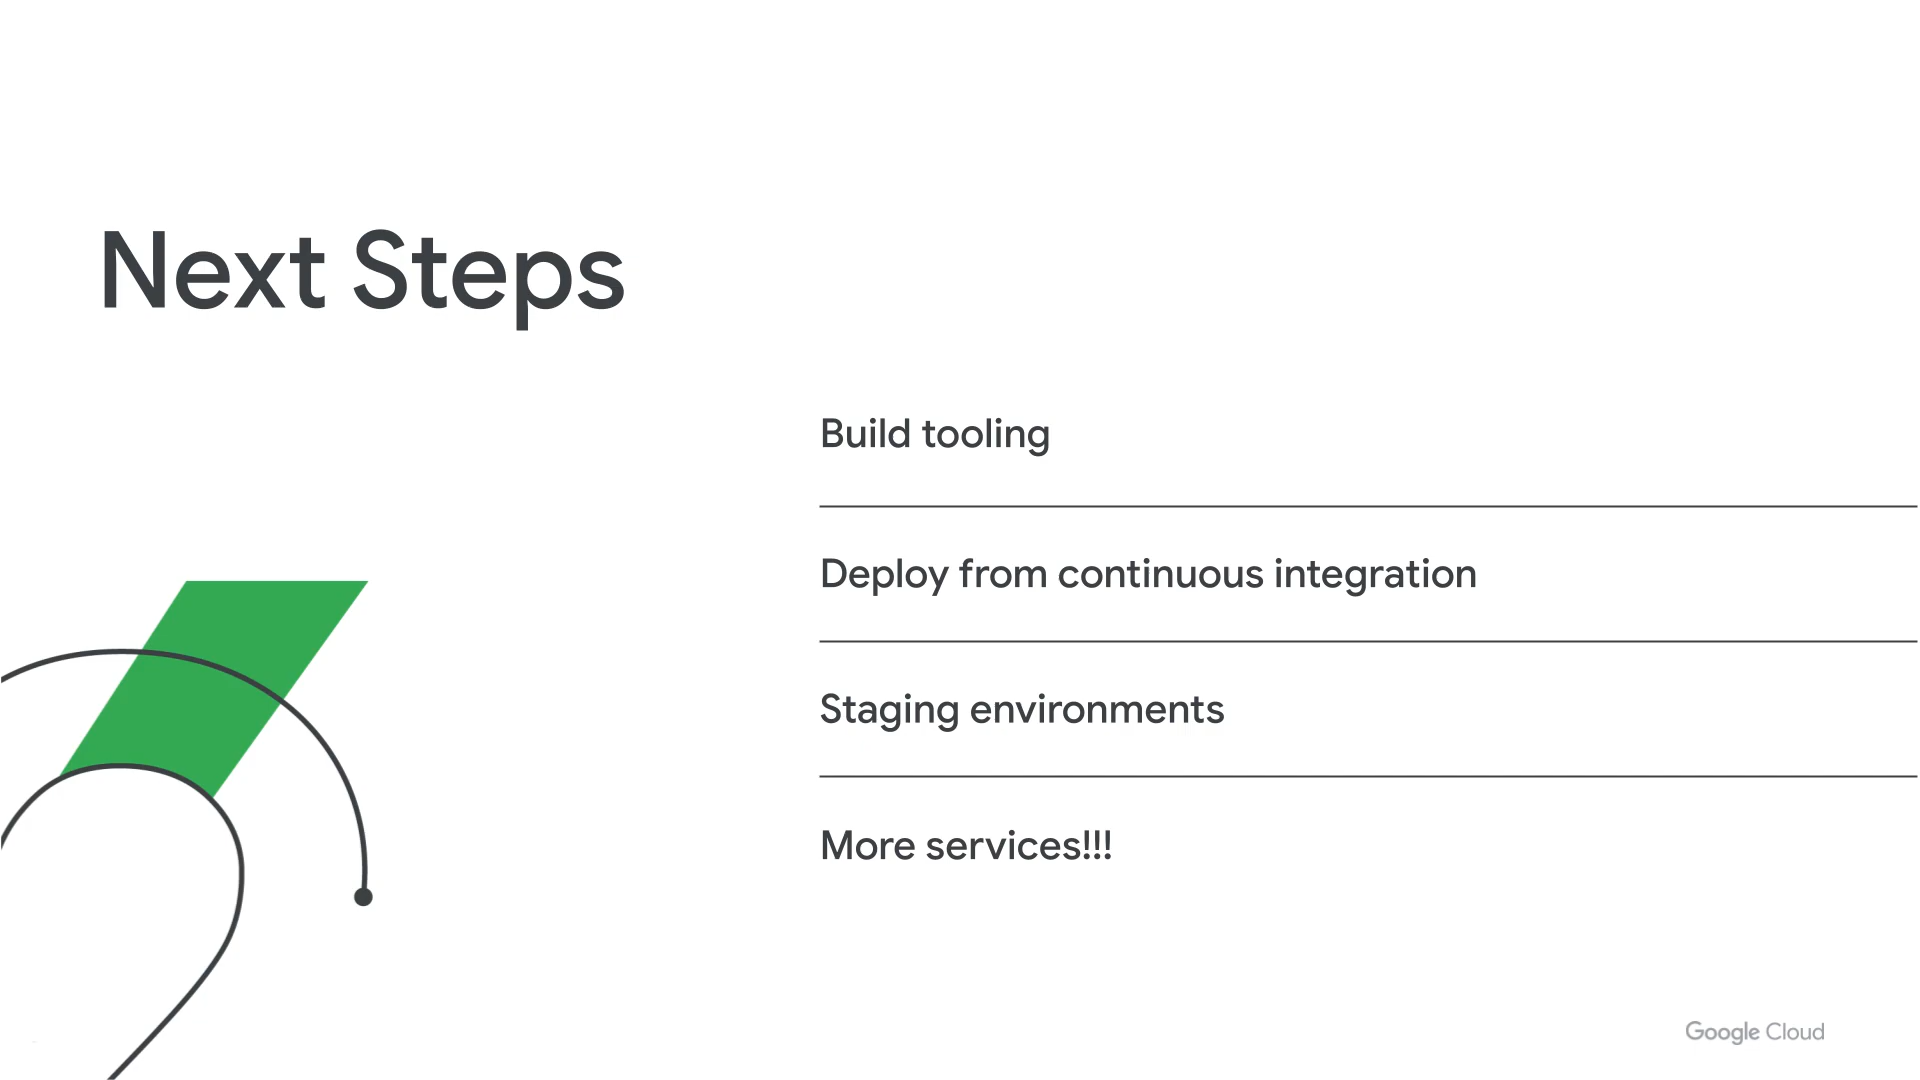 Next Steps
Build tooling
Deploy from continuous integration
Staging environments
More services!!!
Google Cloud